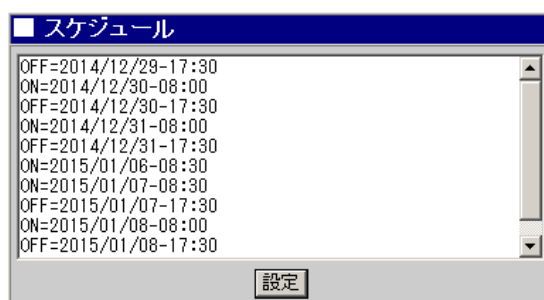 スケジュール
OFF=2014/12/29-17:30
ON=2014/12/30-08:00
OFF=2014/12/30-17:30
ON=2014/12/31-08:00
OFF=2014/12/31-17:30
ON=2015/01/06-08:30
ON=2015/01/07-08:30
OFF=2015/01/07-17:30
ON=2015/01/08-08:00
OFF=2015/01/08-17:30
設定